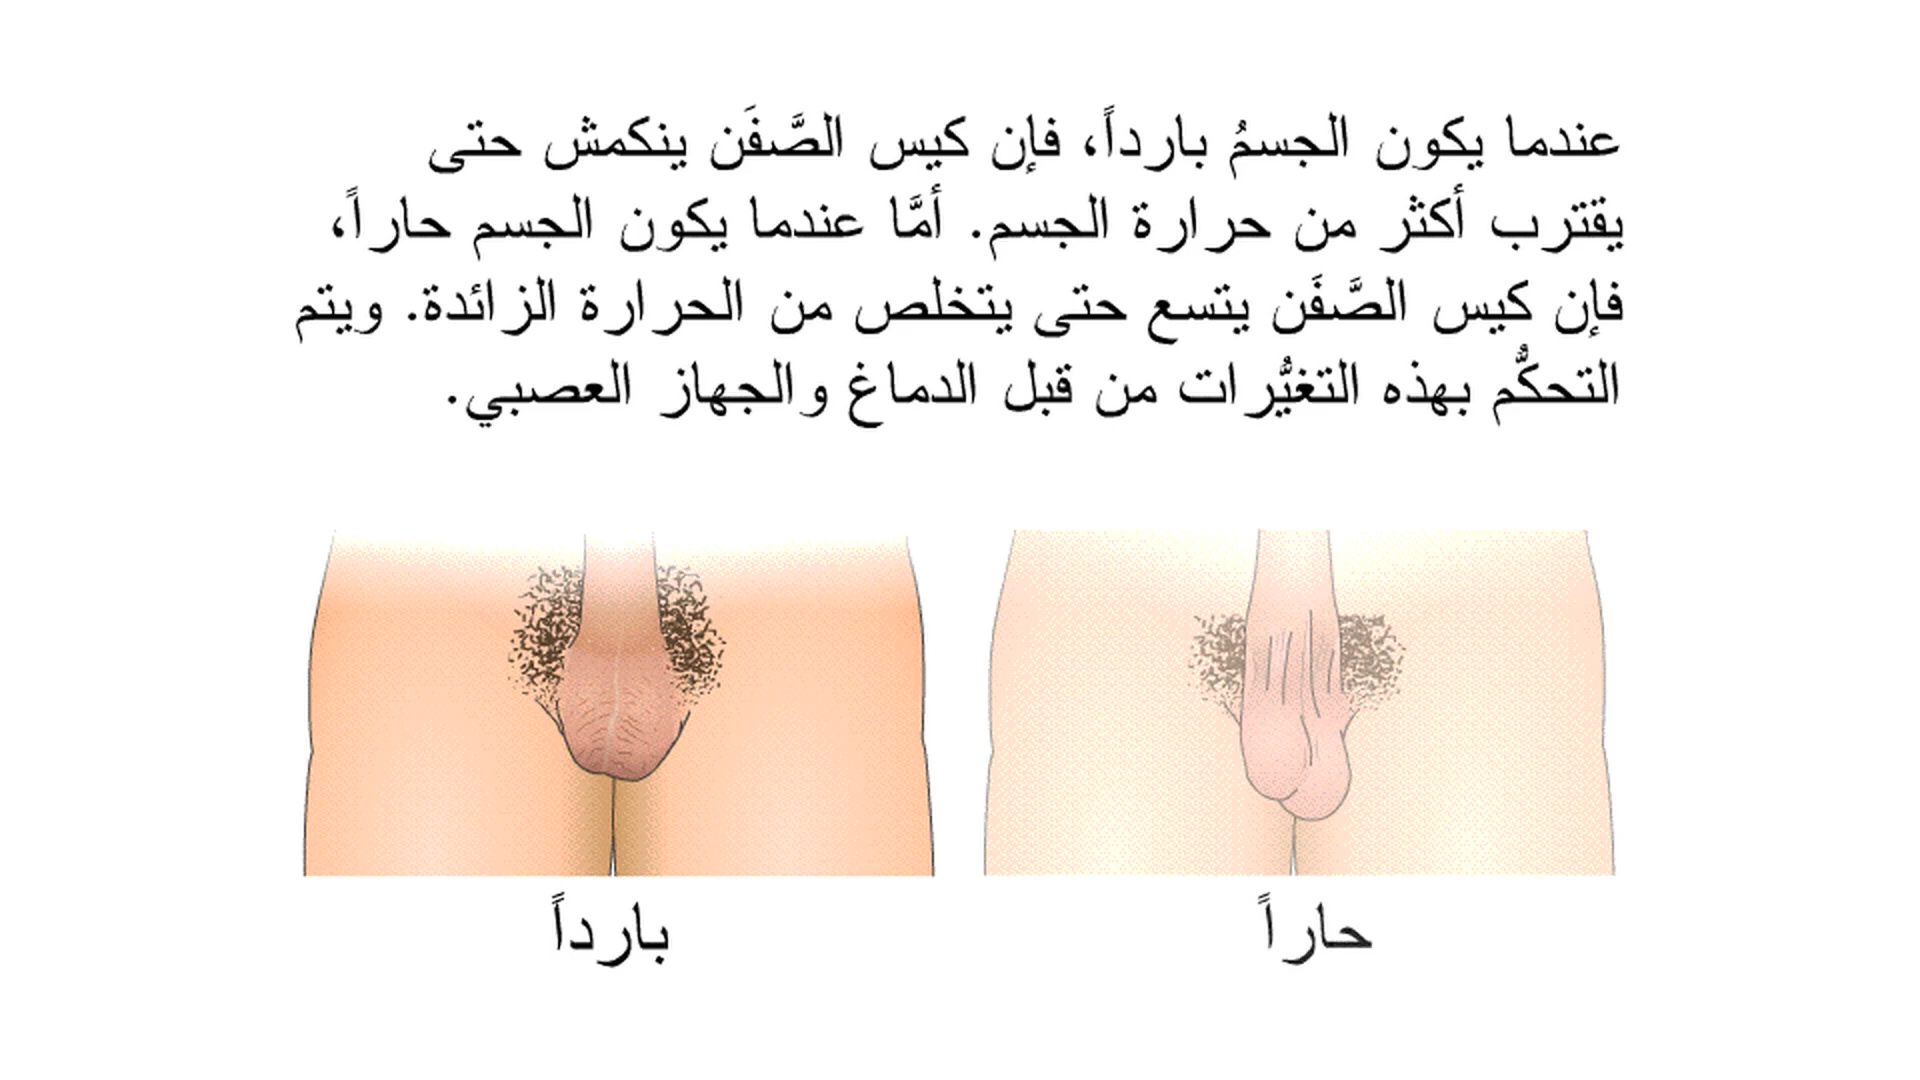 عندما يكون الجسمُ بارداً، فإن كيس الصَّفَن ينكمش حتى
يقترب أكثر من حرارة الجسم. أمَّا عندما يكون الجسم حاراً،
فإن كيس الصَّفَن يتسع حتى يتخلص من الحرارة الزائدة. ويتم
التحكُّم بهذه التغيُّرات من قبل الدماغ والجهاز العصبي.
حاراً
بارداً